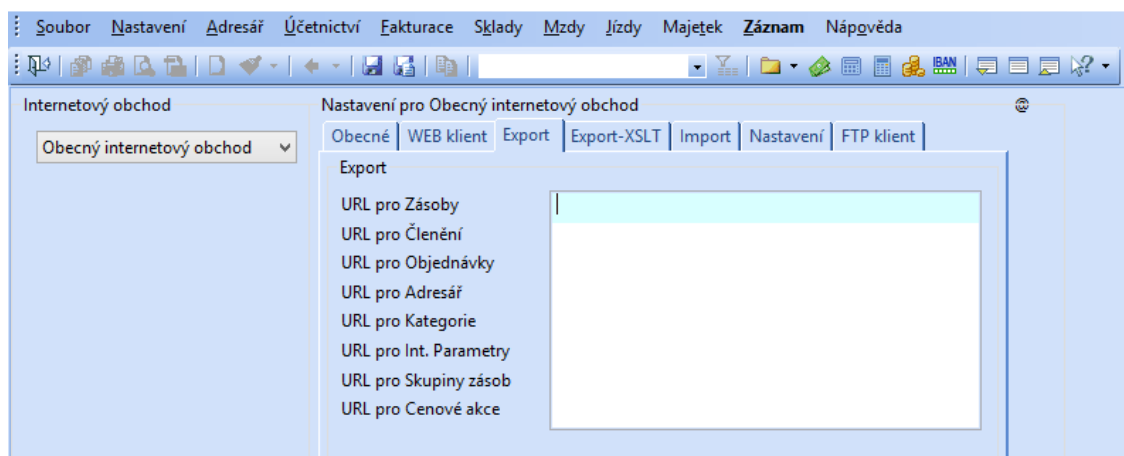 Soubor Nastavení Adresář Účetnictví Fakturace Sklady Mzdy Jízdy Majetek Záznam Nápověda
IBAN
Internetový obchod
Obecný internetový obchod
Nastavení pro Obecný internetový obchod @
Obecné WEB klient Export Export-XSLT Import Nastavení FTP klient
Export
URL pro Zásoby
URL pro Členění
URL pro Objednávky
URL pro Adresář
URL pro Kategorie
URL pro Int. Parametry
URL pro Skupiny zásob
URL pro Cenové akce